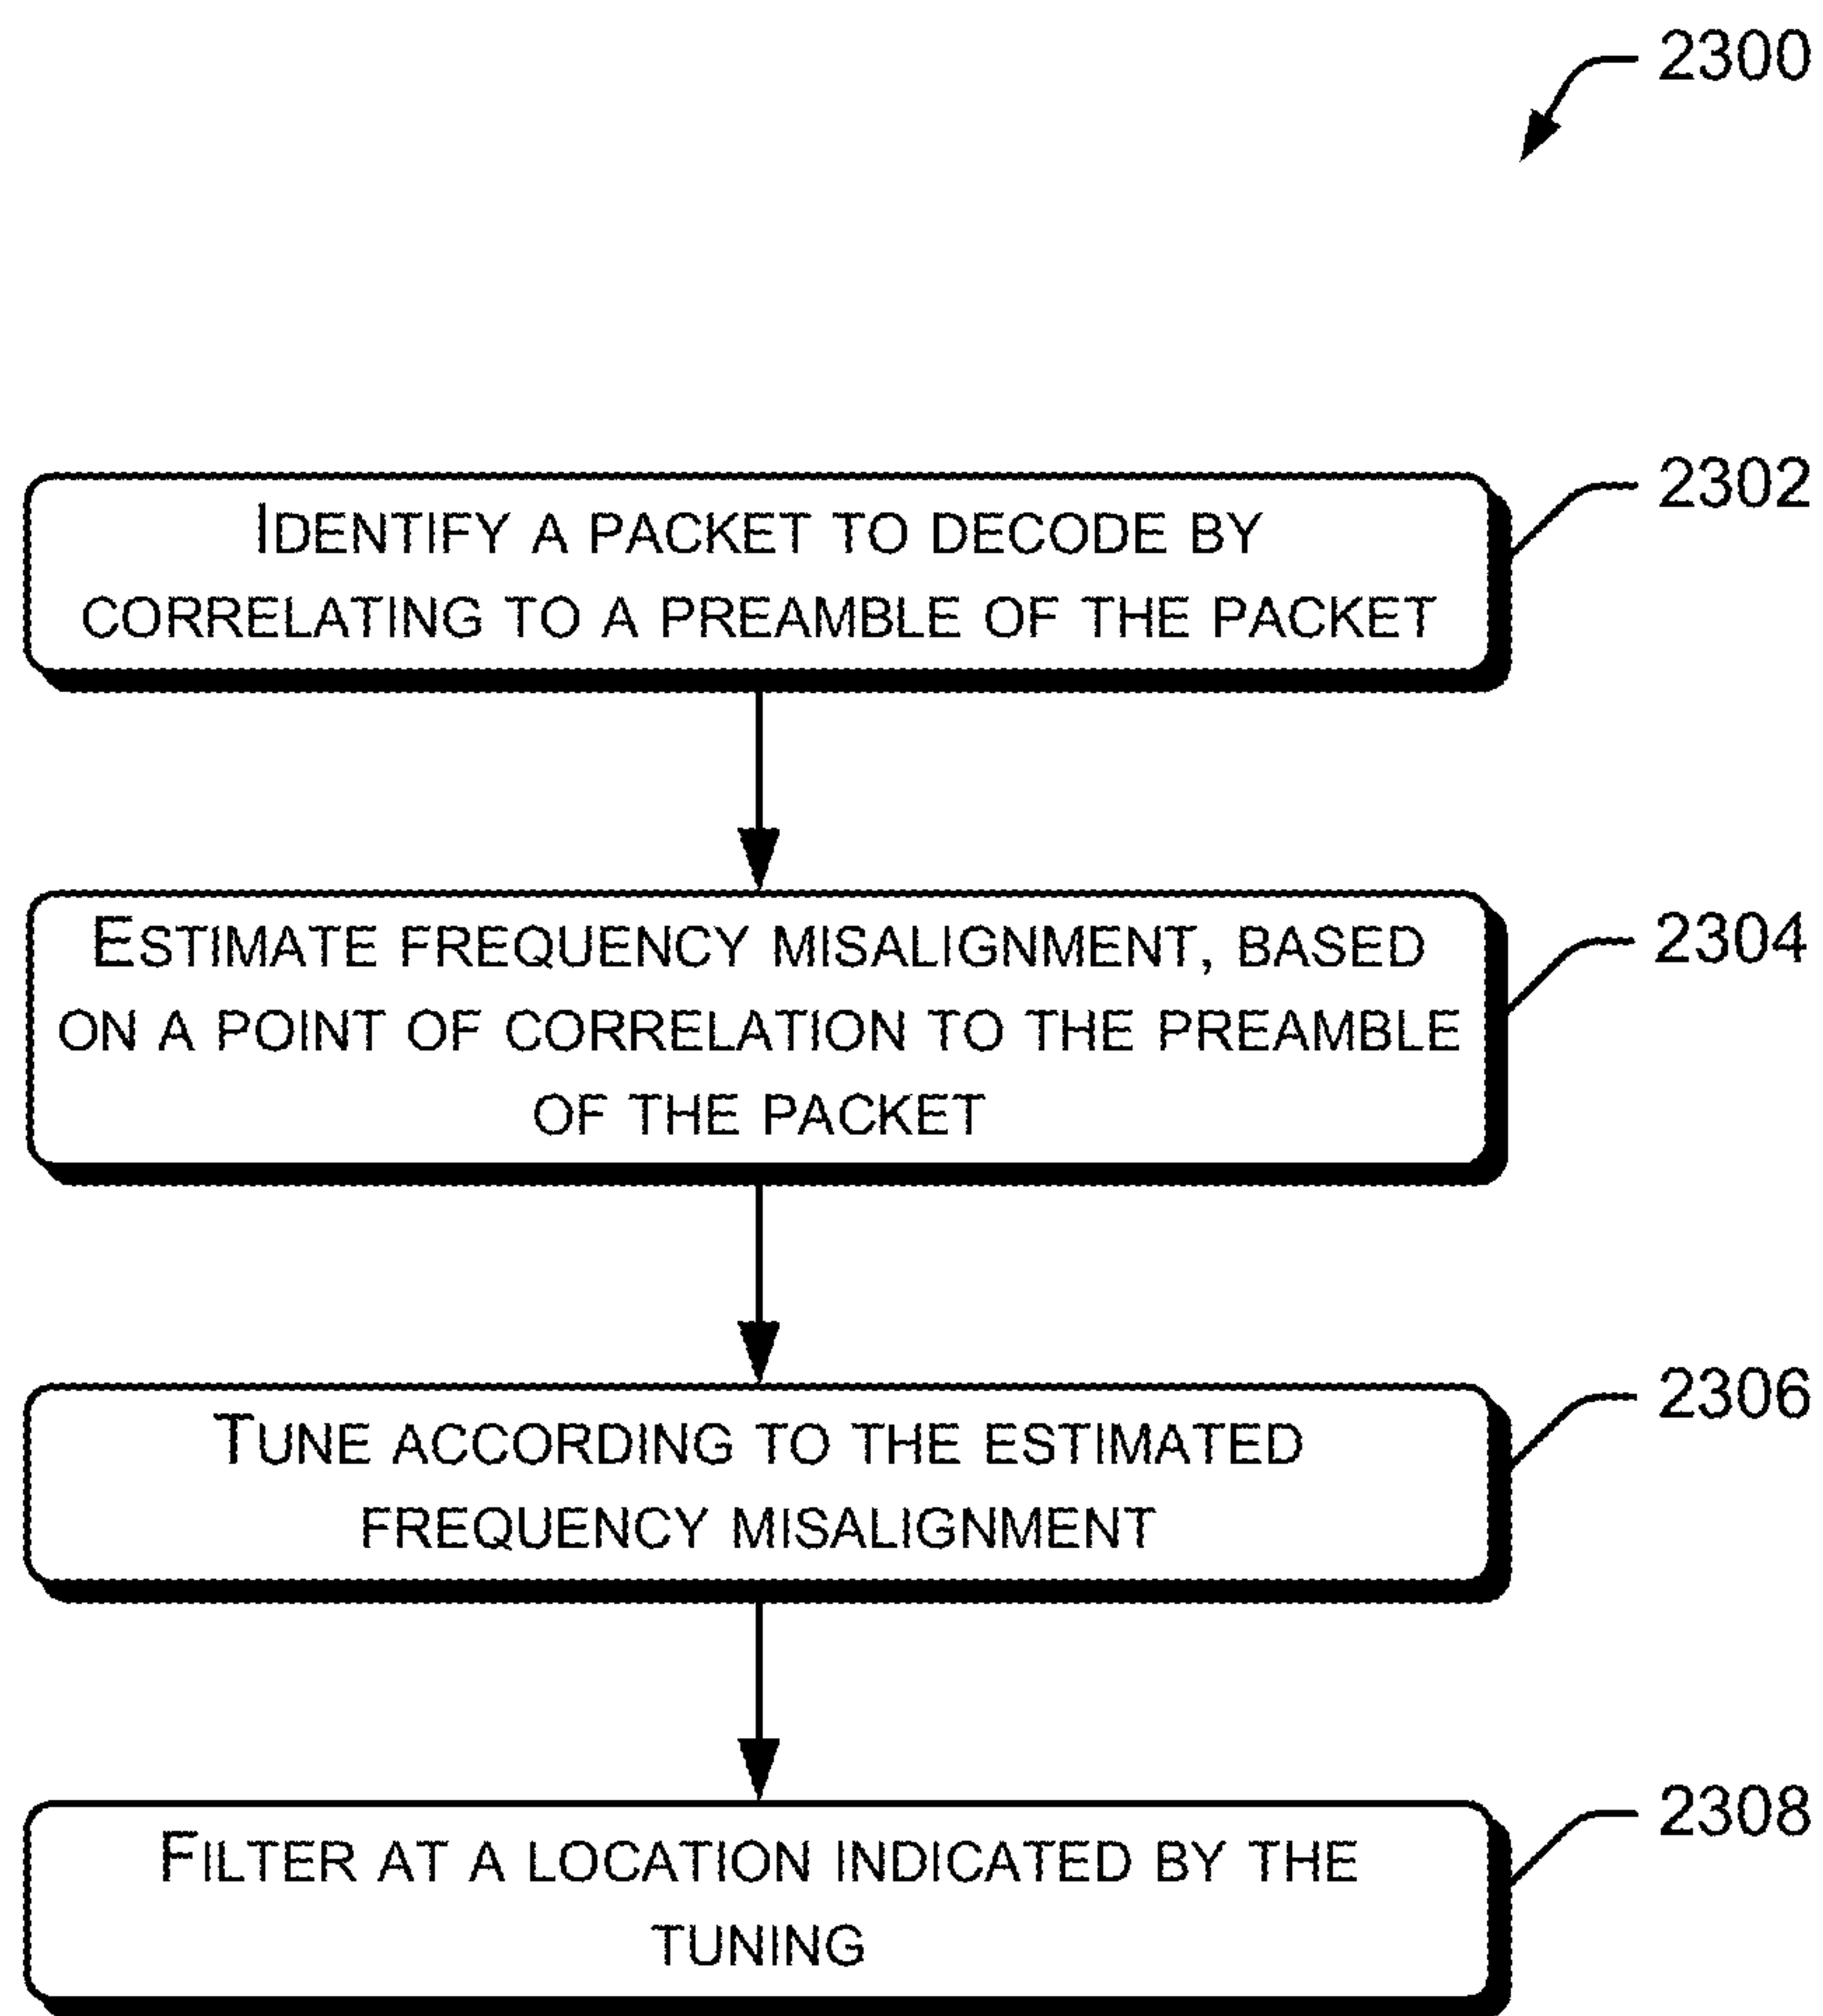 2300
2302
IDENTIFY A PACKET TO DECODE BY
CORRELATING TO A PREAMBLE OF THE PACKET
2304
ESTIMATE FREQUENCY MISALIGNMENT, BASED
ON A POINT OF CORRELATION TO THE PREAMBLE
OF THE PACKET
2306
TUNE ACCORDING TO THE ESTIMATED
FREQUENCY MISALIGNMENT
2308
FILTER AT A LOCATION INDICATED BY THE
TUNING